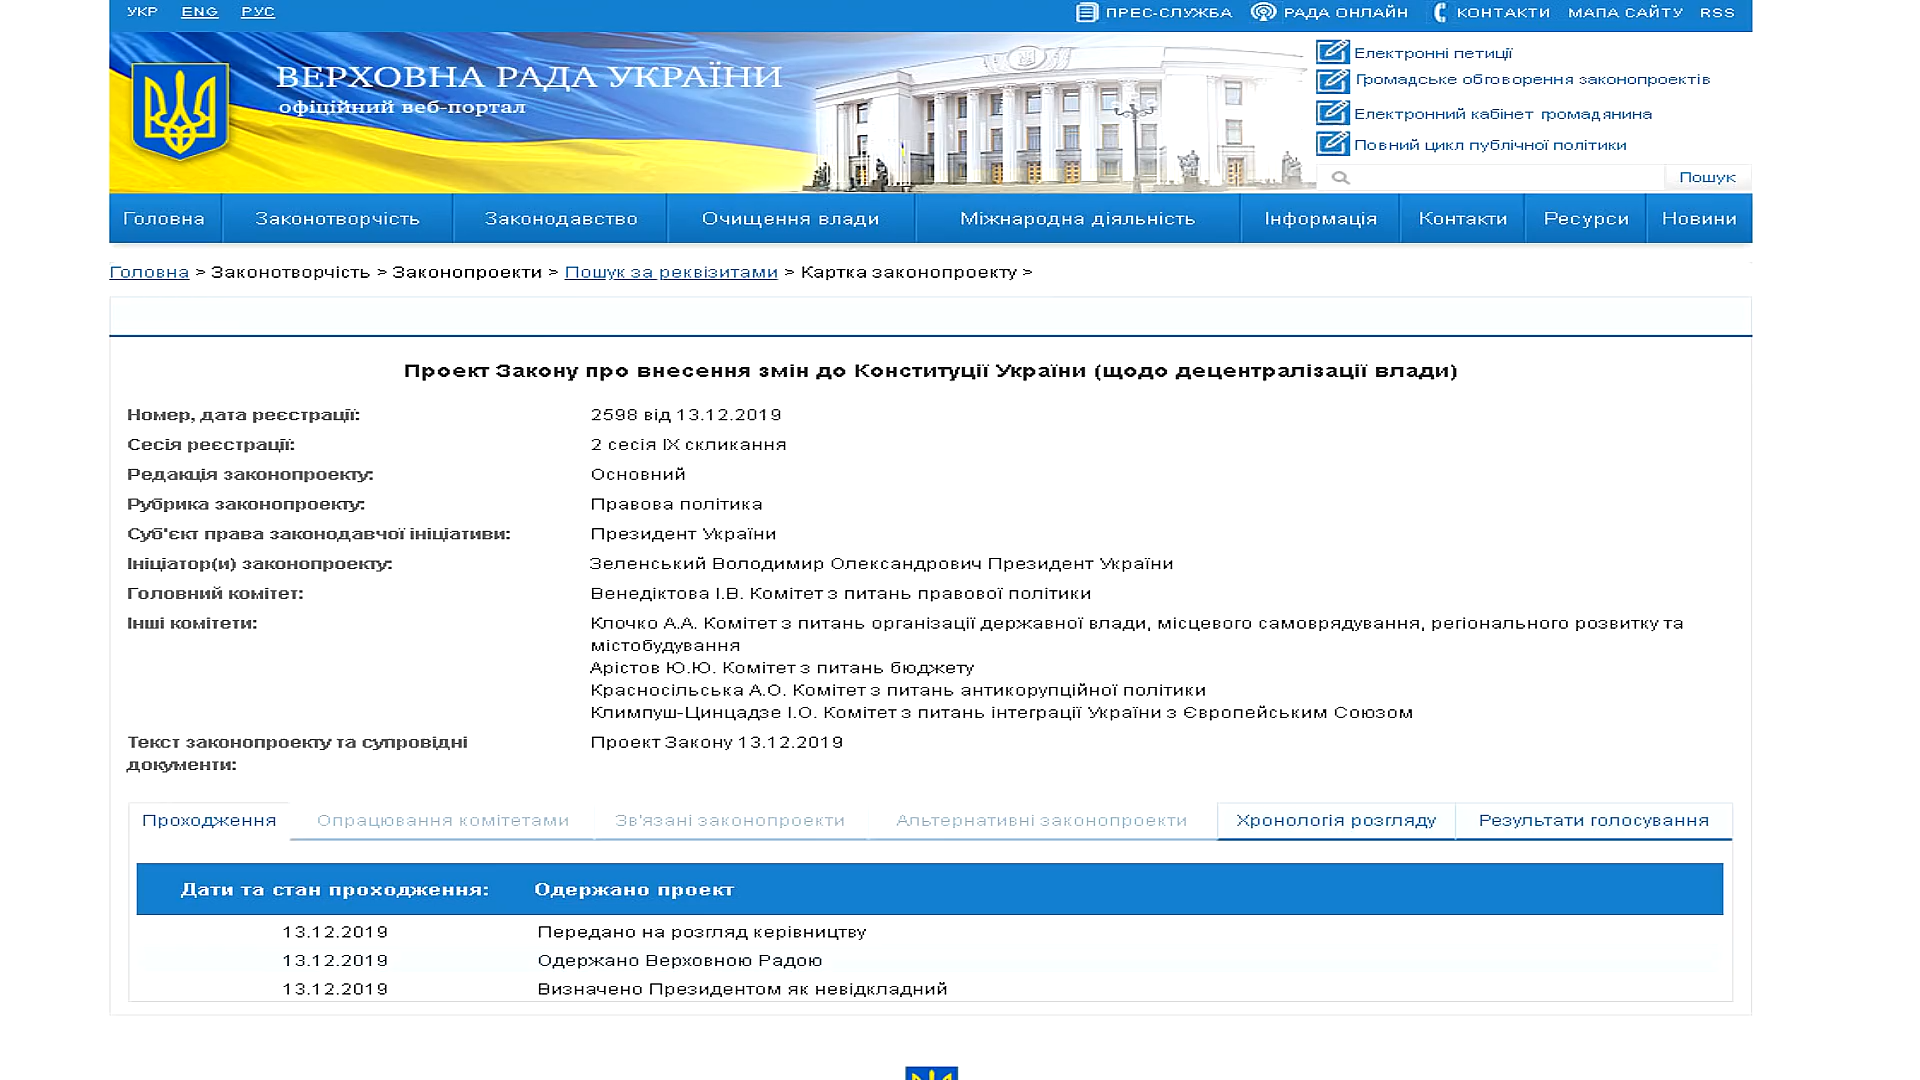 УКР ENG РУС ПРЕС-СЛУЖБА РАДА ОНЛАЙН КОНТАКТИ МАПА САЙТУ RSS
ВЕРХОВНА РАДА УКРАЇНИ
офіційний веб-портал
Електронні петиції
Громадське обговорення законопроектів
Електронний кабінет громадянина
Повний цикл публічної політики
Пошук
Головна Законотворчість Законодавство Очищення влади Міжнародна діяльність Інформація Контакти Ресурси Новини
Головна > Законотворчість > Законопроекти > Пошук за реквізитами > Картка законопроекту >
Проект Закону про внесення змін до Конституції України (щодо децентралізації влади)
Номер, дата реєстрації: 2598 від 13.12.2019
Сесія реєстрації: 2 сесія IX скликання
Редакція законопроекту: Основний
Рубрика законопроекту: Правова політика
Суб'єкт права законодавчої ініціативи: Президент України
Ініціатор(и) законопроекту: Зеленський Володимир Олександрович Президент України
Головний комітет: Венедіктова І.В. Комітет з питань правової політики
Інші комітети: Клочко А.А. Комітет з питань організації державної влади, місцевого самоврядування, регіонального розвитку та
містобудування
Арістов Ю.Ю. Комітет з питань бюджету
Красносільська А.О. Комітет з питань антикорупційної політики
Климпуш-Цинцадзе І.О. Комітет з питань інтеграції України з Європейським Союзом
Текст законопроекту та супровідні Проект Закону 13.12.2019
документи:
Проходження Опрацювання комітетами Зв'язані законопроекти Альтернативні законопроекти Хронологія розгляду Результати голосування
Дати та стан проходження: Одержано проект
13.12.2019 Передано на розгляд керівництву
13.12.2019 Одержано Верховною Радою
13.12.2019 Визначено Президентом як невідкладний